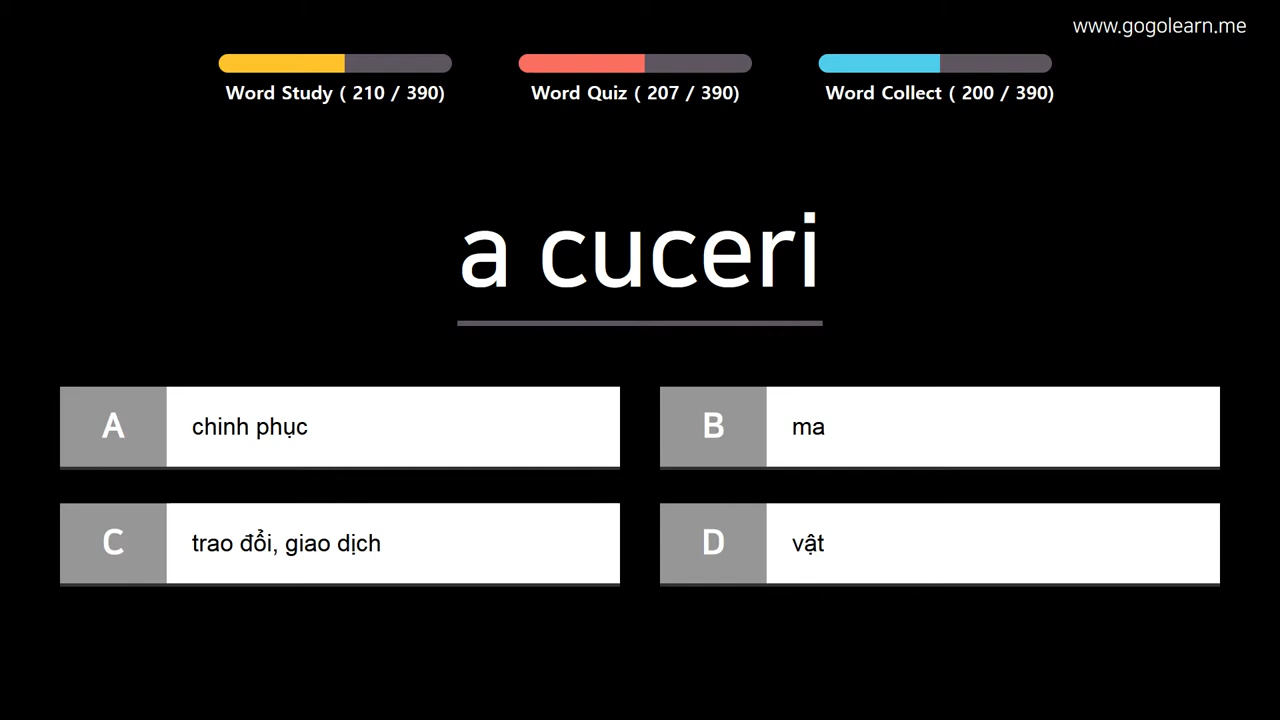 www.gogolearn.me
Word Study ( 210 / 390)
Word Quiz ( 207 / 390)
Word Collect ( 200 / 390)
a cuceri
A
chinh phục
B
ma
C
trao đổi, giao dịch
D
vật